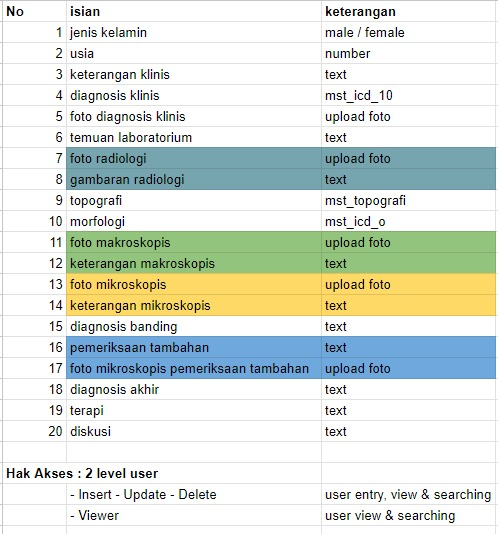 No isian keterangan
1 jenis kelamin male / female
2 usia number
3 keterangan klinis text
4 diagnosis klinis mst_icd_10
5 foto diagnosis klinis upload foto
6 temuan laboratorium text
7 foto radiologi upload foto
8 gambaran radiologi text
9 topografi mst_topografi
10 morfologi mst_icd_o
11 foto makroskopis upload foto
12 keterangan makroskopis text
13 foto mikroskopis upload foto
14 keterangan mikroskopis text
15 diagnosis banding text
16 pemeriksaan tambahan text
17 foto mikroskopis pemeriksaan tambahan upload foto
18 diagnosis akhir text
19 terapi text
20 diskusi text
Hak Akses : 2 level user
- Insert - Update - Delete user entry, view & searching
- Viewer user view & searching